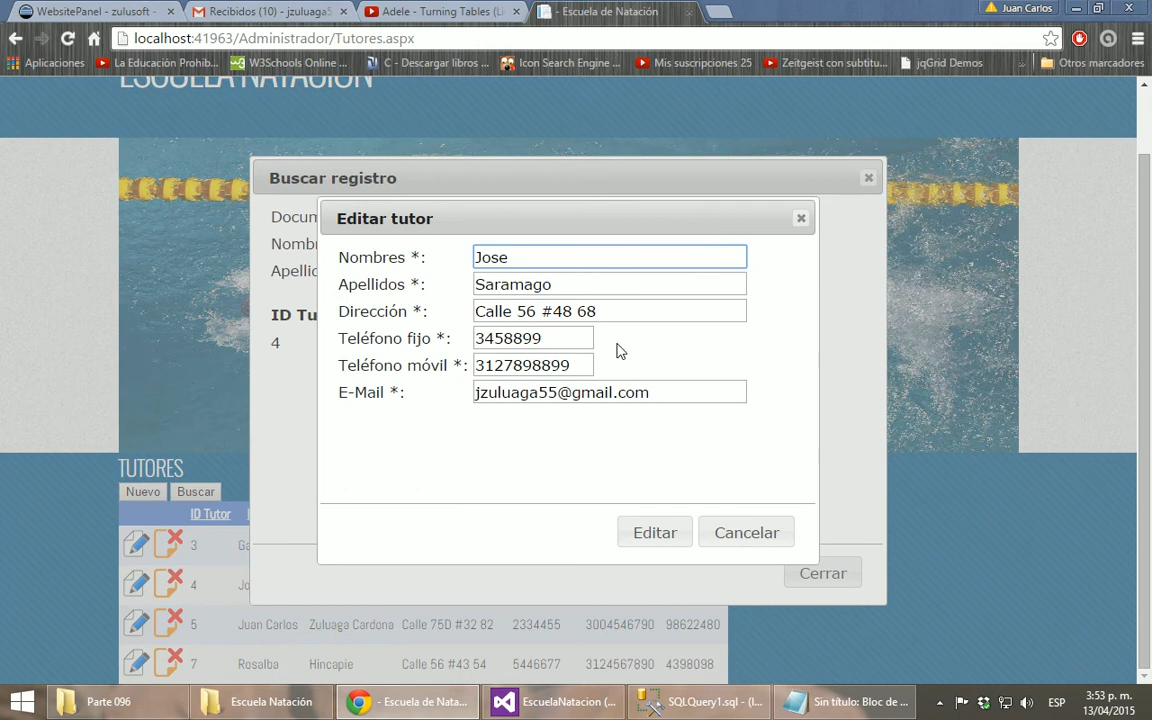 WebsitePanel - zulusoft - Recibidos (10) - jzuluaga5 Adele - Turning Tables (Li - Escuela de Natación Juan Carlos
localhost:41963/Administrador/Tutores.aspx
Aplicaciones La Educación Prohib... W3Schools Online ... C - Descargar libros ... Icon Search Engine ... Mis suscripciones 25 Zeitgeist con subtitu... jqGrid Demos » Otros marcadores
ESCUELA NATACIÓN
Buscar registro
Docum
Nombr
Apellid
ID Tu
4
Editar tutor
Nombres *: Jose
Apellidos *: Saramago
Dirección *: Calle 56 #48 68
Teléfono fijo *: 3458899
Teléfono móvil *: 3127898899
E-Mail *: jzuluaga55@gmail.com
Editar Cancelar
Cerrar
TUTORES
Nuevo Buscar
ID Tutor
3 Ga
4 Jo
5 Juan Carlos Zuluaga Cardona Calle 75D #32 82 2334455 3004546790 98622480
7 Rosalba Hincapie Calle 56 #43 54 5446677 3124567890 4398098
Parte 096 Escuela Natación - Escuela de Nata... EscuelaNatacion (... SQLQuery1.sql - (l... Sin título: Bloc de ... ESP 3:53 p. m.
13/04/2015